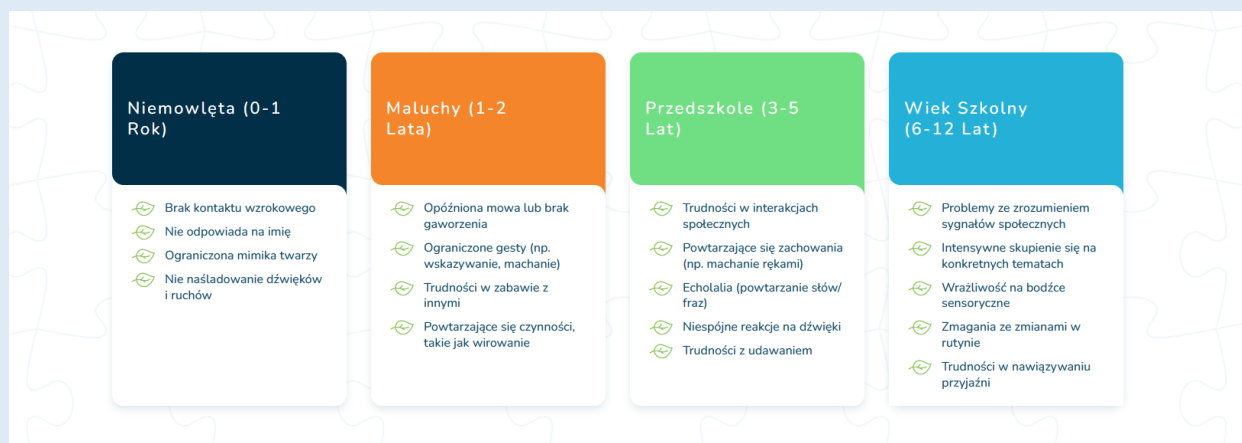 Niemowlęta (0-1
Rok)
Brak kontaktu wzrokowego
Nie odpowiada na imię
Ograniczona mimika twarzy
Nie naśladowanie dźwięków
i ruchów
Maluchy (1-2
Lata)
Opóźniona mowa lub brak
gaworzenia
Ograniczone gesty (np.
wskazywanie, machanie)
Trudności w zabawie z
innymi
Powtarzające się czynności,
takie jak wirowanie
Przedszkole (3-5
Lat)
Trudności w interakcjach
społecznych
Powtarzające się zachowania
(np. machanie rękami)
Echolalia (powtarzanie słów/
fraz)
Niespójne reakcje na dźwięki
Trudności z udawaniem
Wiek Szkolny
(6-12 Lat)
Problemy ze zrozumieniem
sygnałów społecznych
Intensywne skupienie się na
konkretnych tematach
Wrażliwość na bodźce
sensoryczne
Zmagania ze zmianami w
rutynie
Trudności w nawiązywaniu
przyjaźni